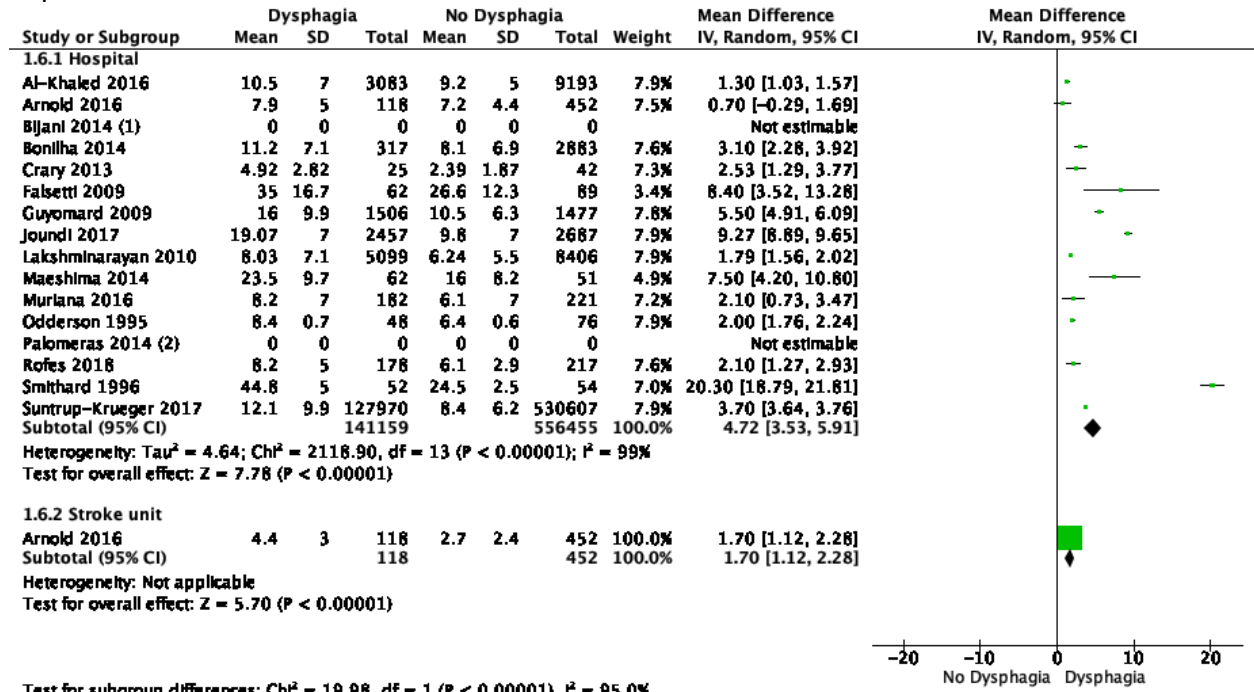 Dysphagia No Dysphagia Mean Difference Mean Difference
Study or Subgroup Mean SD Total Mean SD Total Weight IV, Random, 95% CI IV, Random, 95% CI
1.6.1 Hospital
Al-Khaled 2016 10.5 7 3083 9.2 5 9193 7.9% 1.30 [1.03, 1.57]
Arnold 2016 7.9 5 118 7.2 4.4 452 7.5% 0.70 [-0.29, 1.69]
Bijani 2014 (1) 0 0 0 0 0 0 Not estimable
Bonilha 2014 11.2 7.1 317 8.1 6.9 2883 7.6% 3.10 [2.28, 3.92]
Crary 2013 4.92 2.82 25 2.39 1.87 42 7.3% 2.53 [1.29, 3.77]
Falsetti 2009 35 16.7 62 26.6 12.3 89 3.4% 8.40 [3.52, 13.28]
Guyomard 2009 16 9.9 1506 10.5 6.3 1477 7.8% 5.50 [4.91, 6.09]
Joundi 2017 19.07 7 2457 9.8 7 2687 7.9% 9.27 [8.89, 9.65]
Lakshminarayan 2010 8.03 7.1 5099 6.24 5.5 8406 7.9% 1.79 [1.56, 2.02]
Maeshima 2014 23.5 9.7 62 16 8.2 51 4.9% 7.50 [4.20, 10.80]
Muriana 2016 8.2 7 182 6.1 7 221 7.2% 2.10 [0.73, 3.47]
Odderson 1995 8.4 0.7 48 6.4 0.6 76 7.9% 2.00 [1.76, 2.24]
Palomeras 2014 (2) 0 0 0 0 0 0 Not estimable
Rofes 2018 8.2 5 178 6.1 2.9 217 7.6% 2.10 [1.27, 2.93]
Smithard 1996 44.8 5 52 24.5 2.5 54 7.0% 20.30 [18.79, 21.81]
Suntrup-Krueger 2017 12.1 9.9 127970 8.4 6.2 530607 7.9% 3.70 [3.64, 3.76]
Subtotal (95% CI) 141159 556455 100.0% 4.72 [3.53, 5.91]
Heterogeneity: Tau² = 4.64; Chi² = 2118.90, df = 13 (P < 0.00001); I² = 99%
Test for overall effect: Z = 7.78 (P < 0.00001)
1.6.2 Stroke unit
Arnold 2016 4.4 3 118 2.7 2.4 452 100.0% 1.70 [1.12, 2.28]
Subtotal (95% CI) 118 452 100.0% 1.70 [1.12, 2.28]
Heterogeneity: Not applicable
Test for overall effect: Z = 5.70 (P < 0.00001)
-20 -10 0 10 20
No Dysphagia Dysphagia
Test for subgroup differences: Chi² = 19.98, df = 1 (P < 0.00001), I² = 95.0%